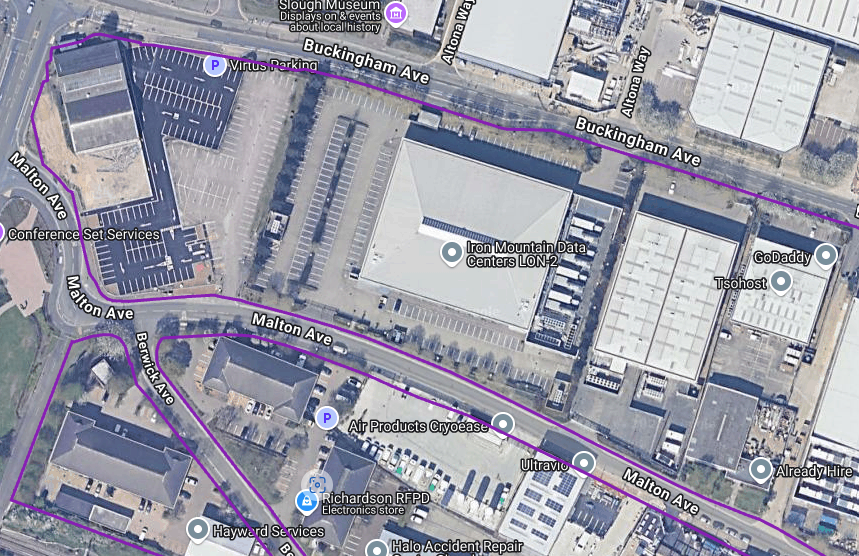 Slough Museum
Displays on & events
about local history
Altona Way
Buckingham Ave
P
Virtus Parking
Altona Way
Buckingham Ave
Malton Ave
Conference Set Services
Iron Mountain Data
Centers LON-2
GoDaddy
Tsohost
Malton Ave
Malton Ave
Berwick Ave
P
Air Products Cryoease
Ultravio
Malton Ave
Already Hire
Richardson RFPD
Electronics store
Hayward Services
Halo Accident Repair